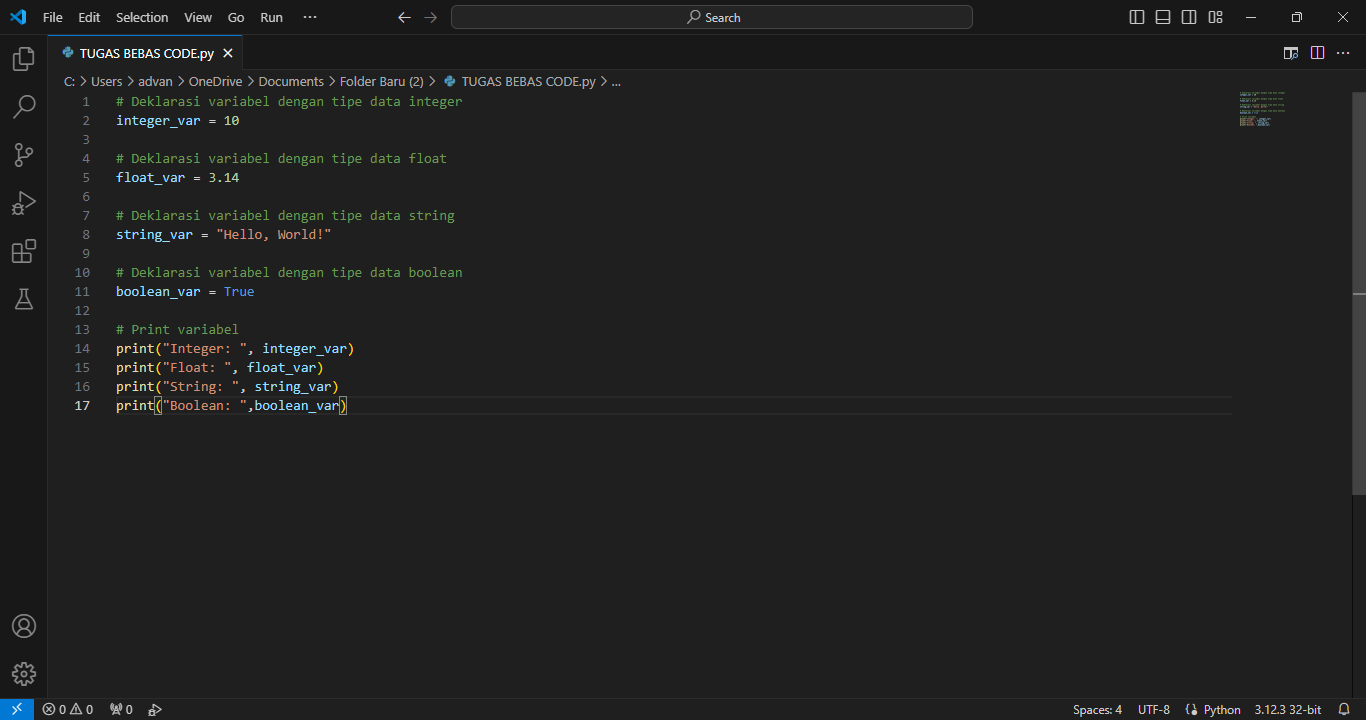 File Edit Selection View Go Run ··· Search
TUGAS BEBAS CODE.py
C: > Users > advan > OneDrive > Documents > Folder Baru (2) > TUGAS BEBAS CODE.py > ...
1 # Deklarasi variabel dengan tipe data integer
2 integer_var = 10
3
4 # Deklarasi variabel dengan tipe data float
5 float_var = 3.14
6
7 # Deklarasi variabel dengan tipe data string
8 string_var = "Hello, World!"
9
10 # Deklarasi variabel dengan tipe data boolean
11 boolean_var = True
12
13 # Print variabel
14 print("Integer: ", integer_var)
15 print("Float: ", float_var)
16 print("String: ", string_var)
17 print("Boolean: ",boolean_var)
0 0 0 Spaces: 4 UTF-8 Python 3.12.3 32-bit